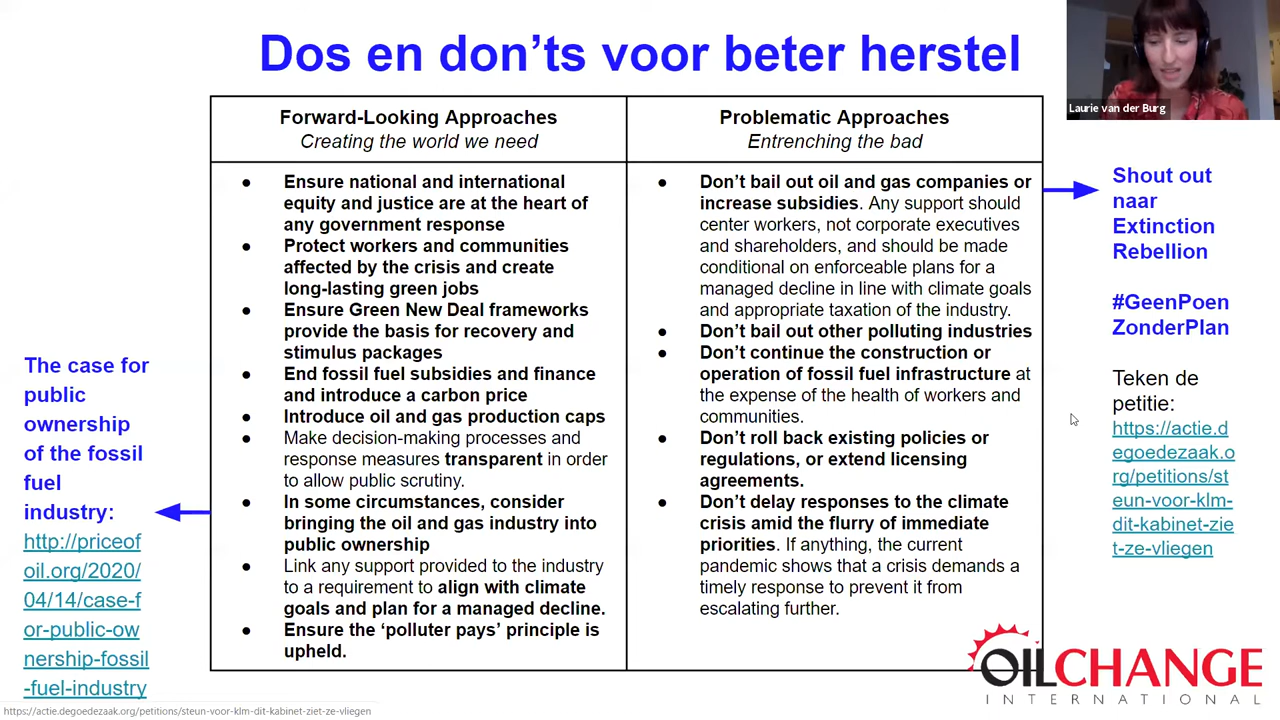 Dos en don'ts voor beter herstel
Laurie van der Burg
Forward-Looking Approaches
Creating the world we need
● Ensure national and international
equity and justice are at the heart of
any government response
● Protect workers and communities
affected by the crisis and create
long-lasting green jobs
● Ensure Green New Deal frameworks
provide the basis for recovery and
stimulus packages
● End fossil fuel subsidies and finance
and introduce a carbon price
● Introduce oil and gas production caps
● Make decision-making processes and
response measures transparent in order
to allow public scrutiny.
● In some circumstances, consider
bringing the oil and gas industry into
public ownership
● Link any support provided to the industry
to a requirement to align with climate
goals and plan for a managed decline.
● Ensure the 'polluter pays' principle is
upheld.
Problematic Approaches
Entrenching the bad
● Don't bail out oil and gas companies or
increase subsidies. Any support should
center workers, not corporate executives
and shareholders, and should be made
conditional on enforceable plans for a
managed decline in line with climate goals
and appropriate taxation of the industry.
● Don't bail out other polluting industries
● Don't continue the construction or
operation of fossil fuel infrastructure at
the expense of the health of workers and
communities.
● Don't roll back existing policies or
regulations, or extend licensing
agreements.
● Don't delay responses to the climate
crisis amid the flurry of immediate
priorities. If anything, the current
pandemic shows that a crisis demands a
timely response to prevent it from
escalating further.
Shout out
naar
Extinction
Rebellion
#GeenPoen
ZonderPlan
Teken de
petitie:
https://actie.d
egoedezaak.o
rg/petitions/st
eun-voor-klm-
dit-kabinet-zie
t-ze-vliegen
The case for
public
ownership
of the fossil
fuel
industry:
http://priceof
oil.org/2020/
04/14/case-f
or-public-ow
nership-fossil
-fuel-industry
OILCHANGE
INTERNATIONAL
https://actie.degoedezaak.org/petitions/steun-voor-klm-dit-kabinet-ziet-ze-vliegen